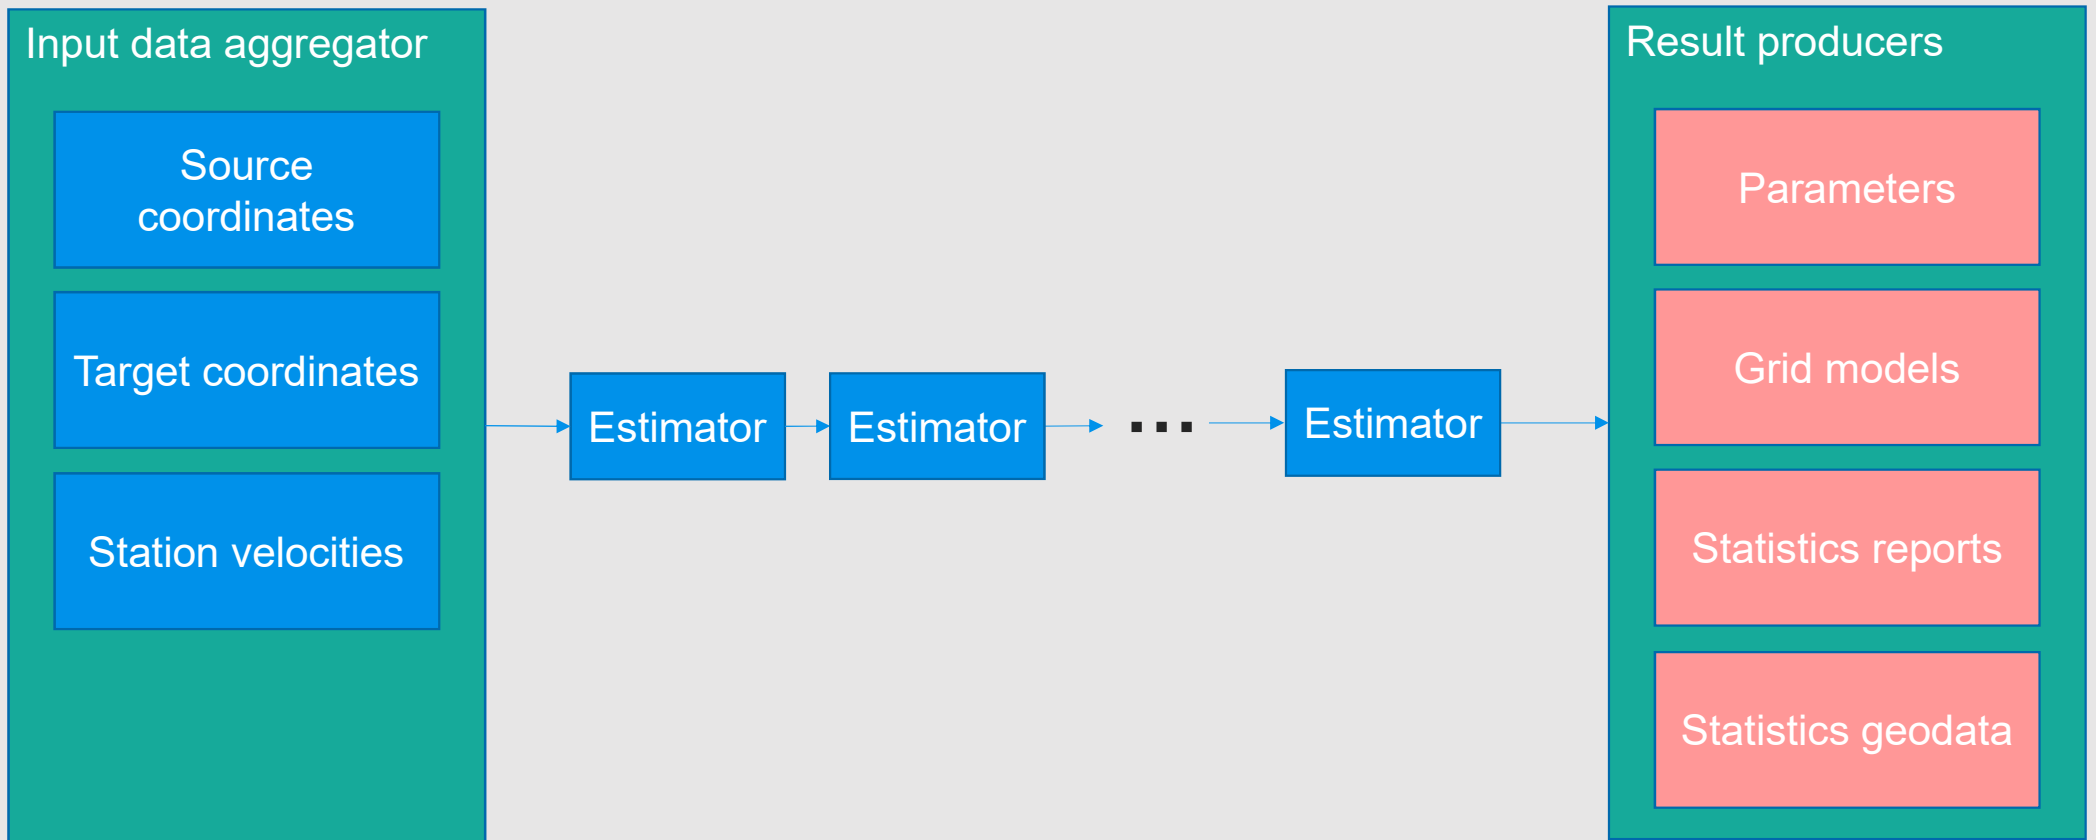 Input data aggregator
Source
coordinates
Target coordinates
Station velocities
Estimator
Estimator
...
Estimator
Result producers
Parameters
Grid models
Statistics reports
Statistics geodata